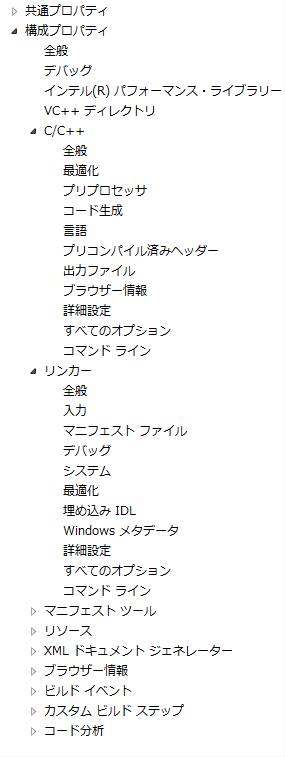 共通プロパティ
構成プロパティ
全般
デバッグ
インテル(R) パフォーマンス・ライブラリー
VC++ ディレクトリ
C/C++
全般
最適化
プリプロセッサ
コード生成
言語
プリコンパイル済みヘッダー
出力ファイル
ブラウザー情報
詳細設定
すべてのオプション
コマンド ライン
リンカー
全般
入力
マニフェスト ファイル
デバッグ
システム
最適化
埋め込み IDL
Windows メタデータ
詳細設定
すべてのオプション
コマンド ライン
マニフェスト ツール
リソース
XML ドキュメント ジェネレーター
ブラウザー情報
ビルド イベント
カスタム ビルド ステップ
コード分析